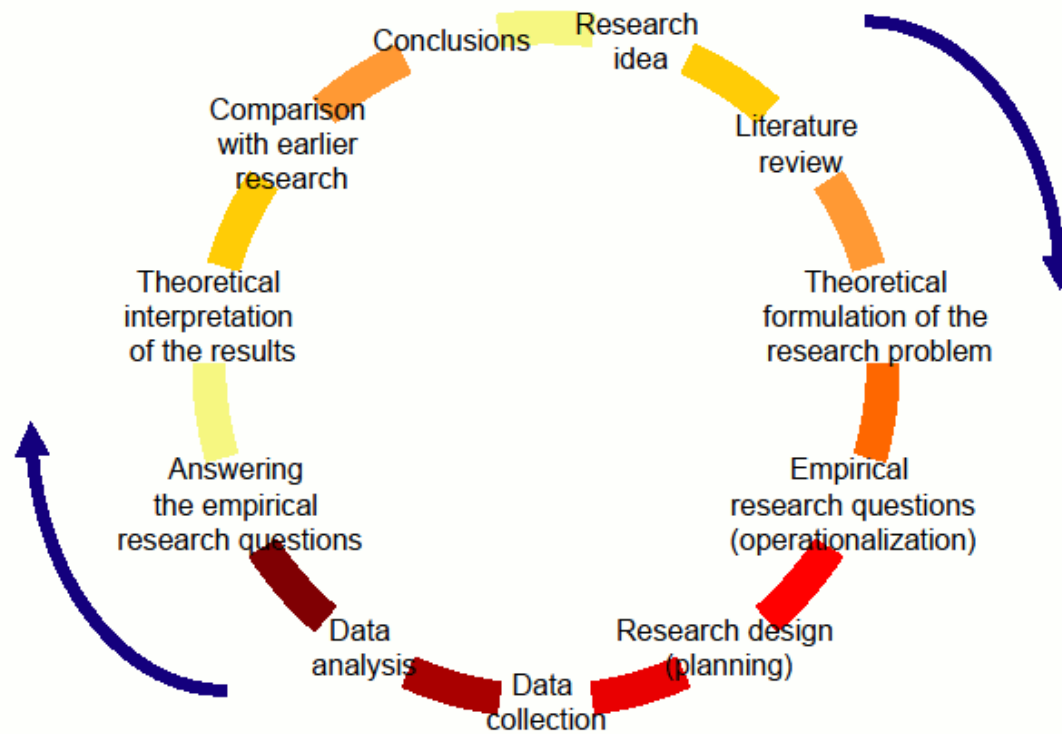 Research
idea
Literature
review
Theoretical
formulation of the
research problem
Empirical
research questions
(operationalization)
Research design
(planning)
Data
collection
Data
analysis
Answering
the empirical
research questions
Theoretical
interpretation
of the results
Comparison
with earlier
research
Conclusions